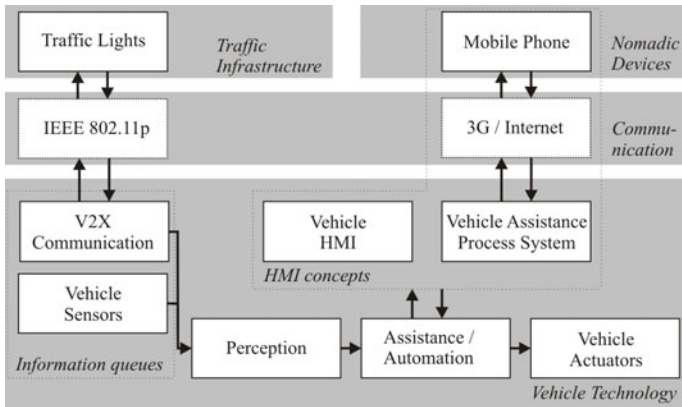 Traffic Lights
Traffic
Infrastructure
Mobile Phone
Nomadic
Devices
IEEE 802.11p
3G / Internet
Commu-
nication
V2X
Communication
Vehicle
HMI
Vehicle Assistance
Process System
HMI concepts
Vehicle
Sensors
Information queues
Perception
Assistance /
Automation
Vehicle
Actuators
Vehicle Technology